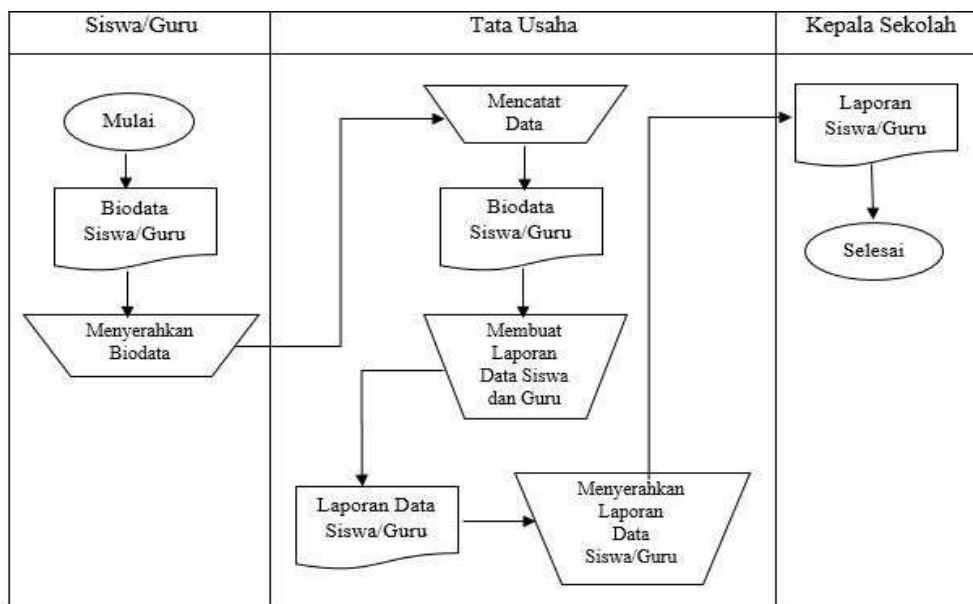 Siswa/Guru
Tata Usaha
Kepala Sekolah
Mulai
Biodata
Siswa/Guru
Menyerahkan
Biodata
Mencatat
Data
Biodata
Siswa/Guru
Membuat
Laporan
Data Siswa
dan Guru
Laporan Data
Siswa/Guru
Menyerahkan
Laporan
Data
Siswa/Guru
Laporan
Siswa/Guru
Selesai